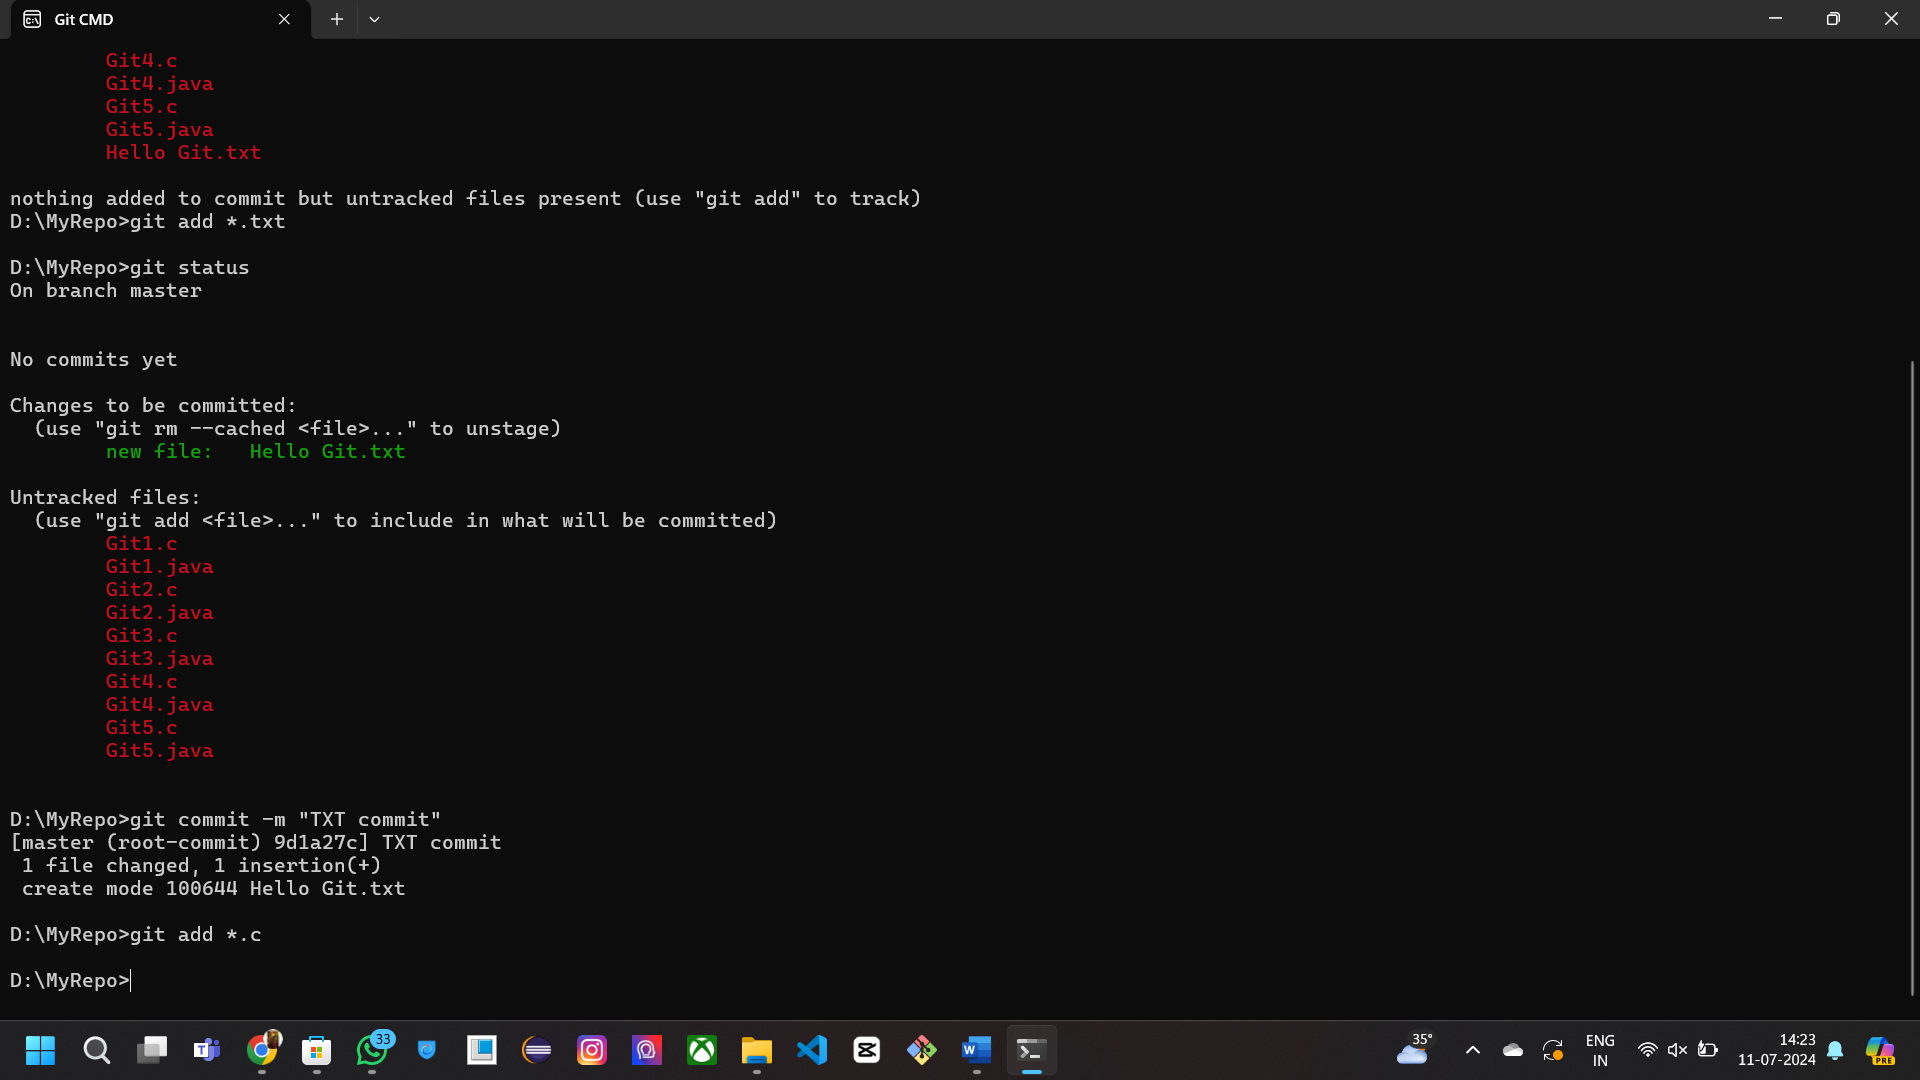 Git CMD
Git4.c
Git4.java
Git5.c
Git5.java
Hello Git.txt
nothing added to commit but untracked files present (use "git add" to track)
D:\MyRepo>git add *.txt
D:\MyRepo>git status
On branch master
No commits yet
Changes to be committed:
(use "git rm --cached <file>..." to unstage)
new file:   Hello Git.txt
Untracked files:
(use "git add <file>..." to include in what will be committed)
Git1.c
Git1.java
Git2.c
Git2.java
Git3.c
Git3.java
Git4.c
Git4.java
Git5.c
Git5.java
D:\MyRepo>git commit -m "TXT commit"
[master (root-commit) 9d1a27c] TXT commit
1 file changed, 1 insertion(+)
create mode 100644 Hello Git.txt
D:\MyRepo>git add *.c
D:\MyRepo>
33
35°
ENG
IN
14:23
11-07-2024
PRE